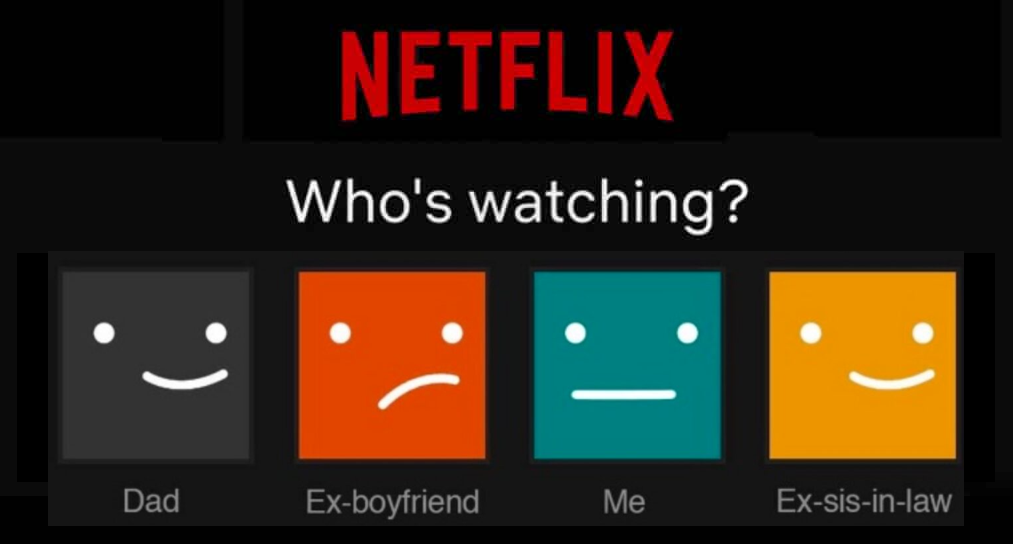 NETFLIX
Who's watching?
Dad Ex-boyfriend Me Ex-sis-in-law